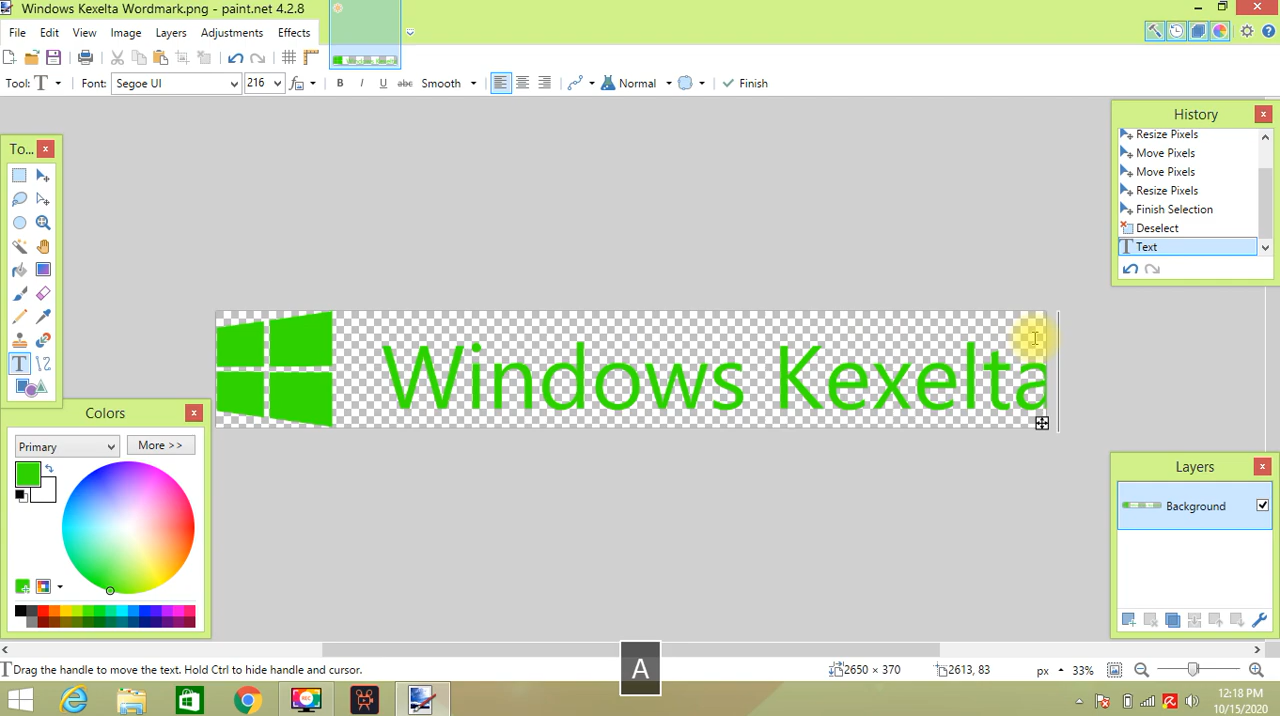 Windows Kexelta Wordmark.png - paint.net 4.2.8
File Edit View Image Layers Adjustments Effects
Tool: T Font: Segoe UI 216 fx B I U abc Smooth Normal Finish
To...
History
Resize Pixels
Move Pixels
Move Pixels
Resize Pixels
Finish Selection
Deselect
Text
Windows Kexelta
Colors
Primary More >>
Layers
Background
Drag the handle to move the text. Hold Ctrl to hide handle and cursor.
A
2650 × 370 2613, 83 px 33%
REC
12:18 PM
10/15/2020